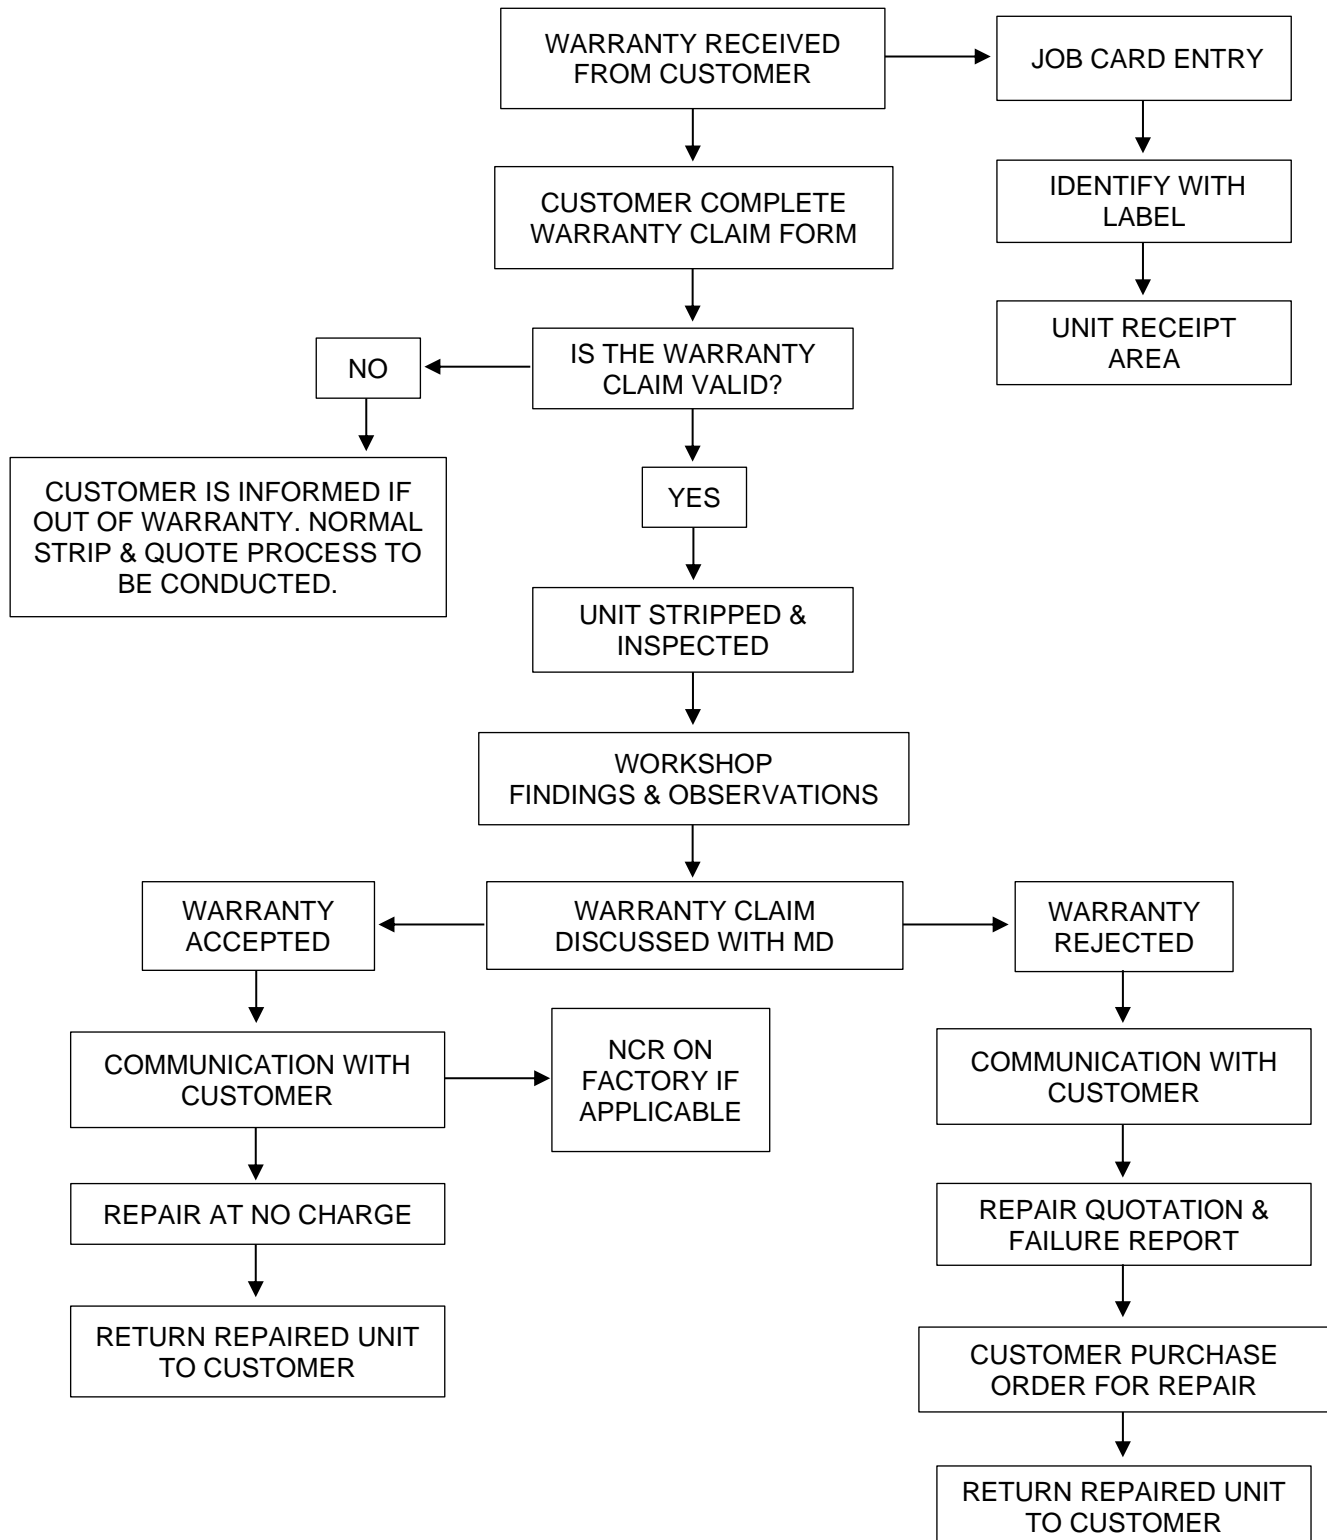 WARRANTY RECEIVED
FROM CUSTOMER
JOB CARD ENTRY
CUSTOMER COMPLETE
WARRANTY CLAIM FORM
IDENTIFY WITH
LABEL
UNIT RECEIPT
AREA
IS THE WARRANTY
CLAIM VALID?
NO
CUSTOMER IS INFORMED IF
OUT OF WARRANTY. NORMAL
STRIP & QUOTE PROCESS TO
BE CONDUCTED.
YES
UNIT STRIPPED &
INSPECTED
WORKSHOP
FINDINGS & OBSERVATIONS
WARRANTY
ACCEPTED
WARRANTY CLAIM
DISCUSSED WITH MD
WARRANTY
REJECTED
COMMUNICATION WITH
CUSTOMER
NCR ON
FACTORY IF
APPLICABLE
COMMUNICATION WITH
CUSTOMER
REPAIR AT NO CHARGE
REPAIR QUOTATION &
FAILURE REPORT
RETURN REPAIRED UNIT
TO CUSTOMER
CUSTOMER PURCHASE
ORDER FOR REPAIR
RETURN REPAIRED UNIT
TO CUSTOMER